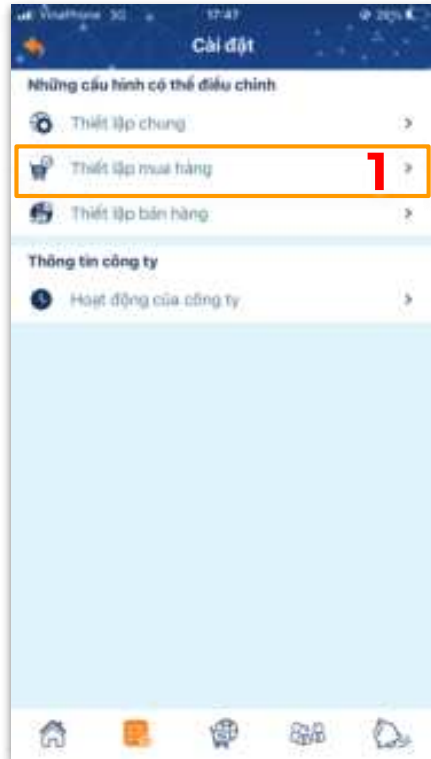 VinaPhone 3G 17:47
Cài đặt
Những cấu hình có thể điều chỉnh
Thiết lập chung
Thiết lập mua hàng 1
Thiết lập bán hàng
Thông tin công ty
Hoạt động của công ty